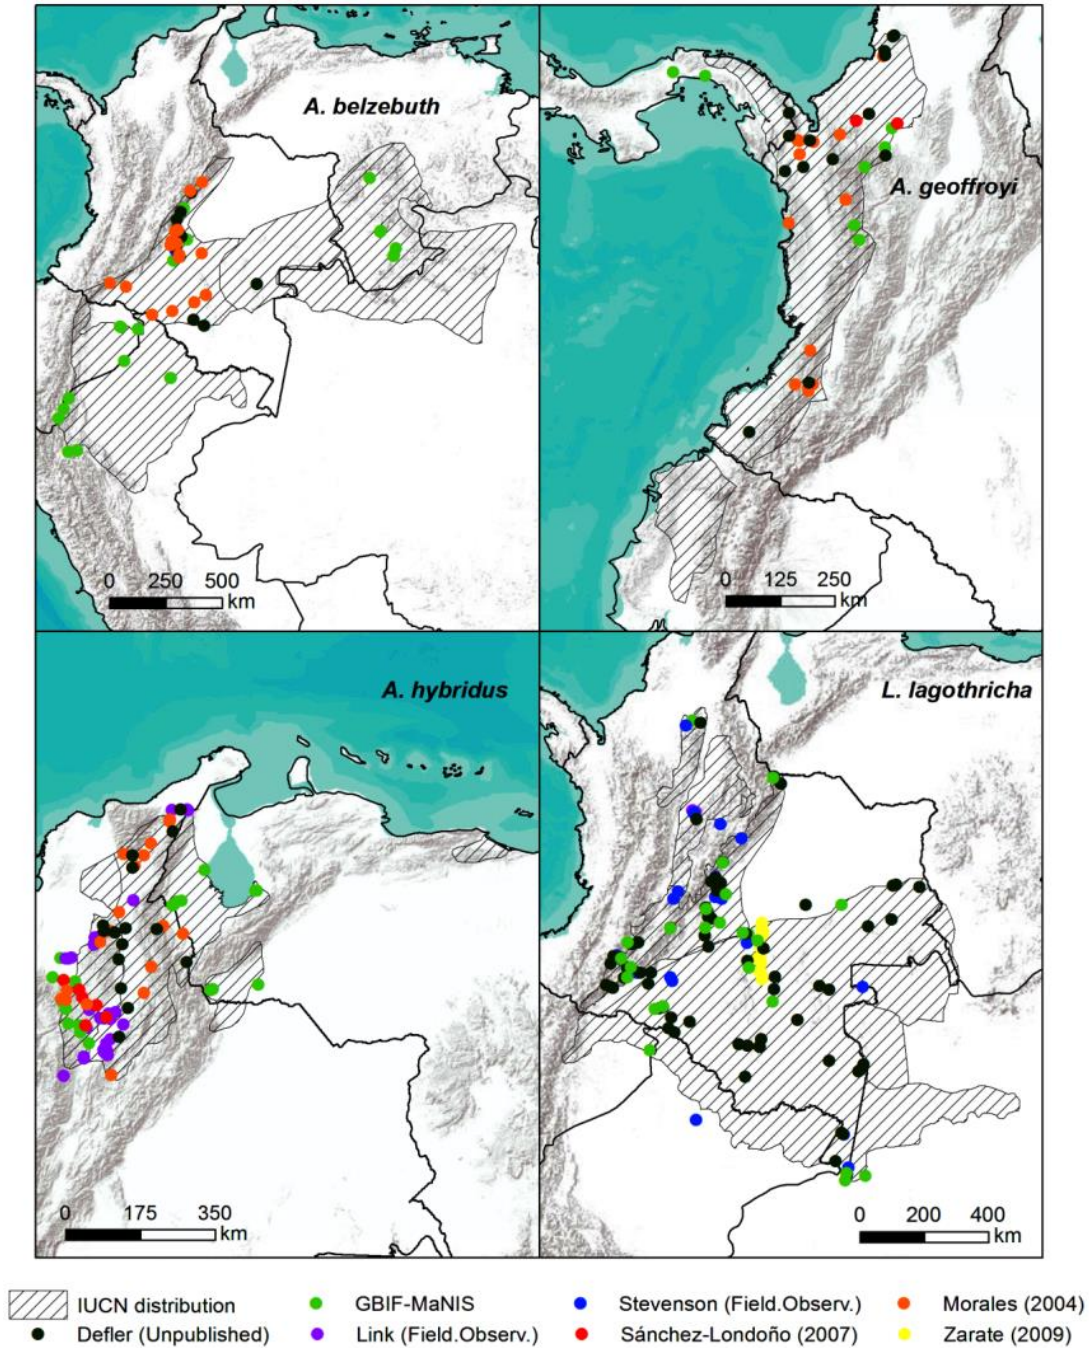 A. belzebuth
A. geoffroyi
0 250 500
km
0 125 250
km
A. hybridus
L. lagothricha
0 175 350
km
0 200 400
km
IUCN distribution
GBIF-MaNIS
Stevenson (Field.Observ.)
Morales (2004)
Defler (Unpublished)
Link (Field.Observ.)
Sánchez-Londoño (2007)
Zarate (2009)